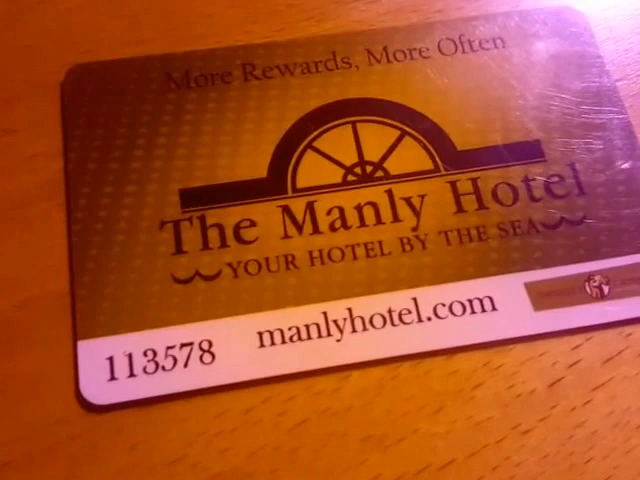 More Rewards, More Often
The Manly Hotel
YOUR HOTEL BY THE SEA
113578 manlyhotel.com